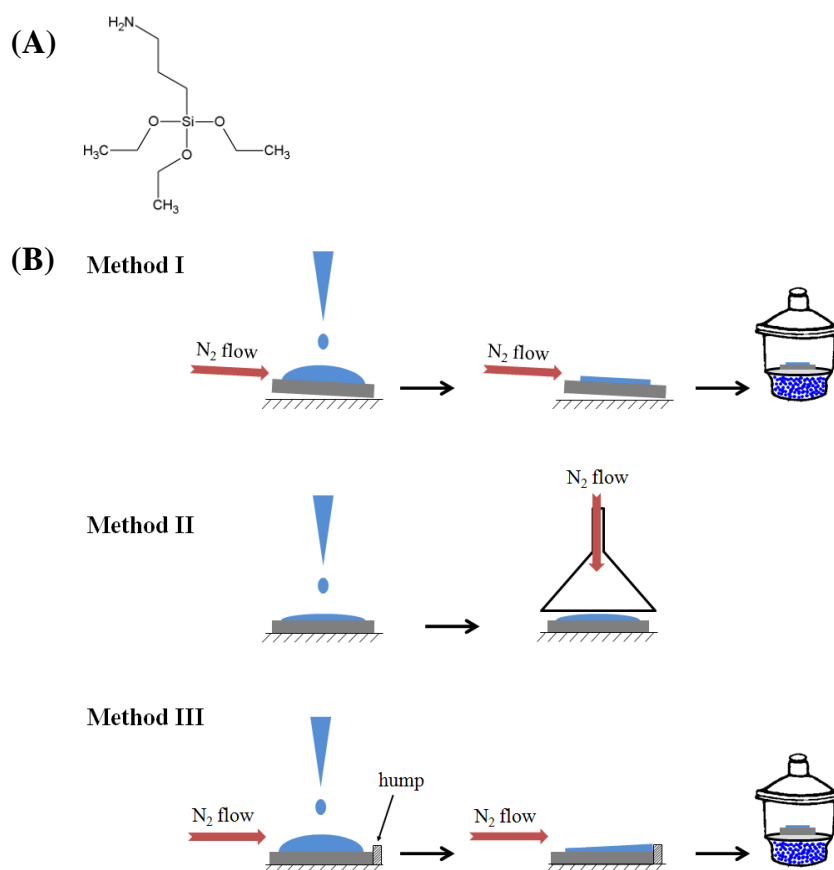 (A)
H₂N
O Si O
H₃C O CH₃
CH₃
(B)
Method I
N₂ flow
N₂ flow
Method II
N₂ flow
Method III
hump
N₂ flow
N₂ flow